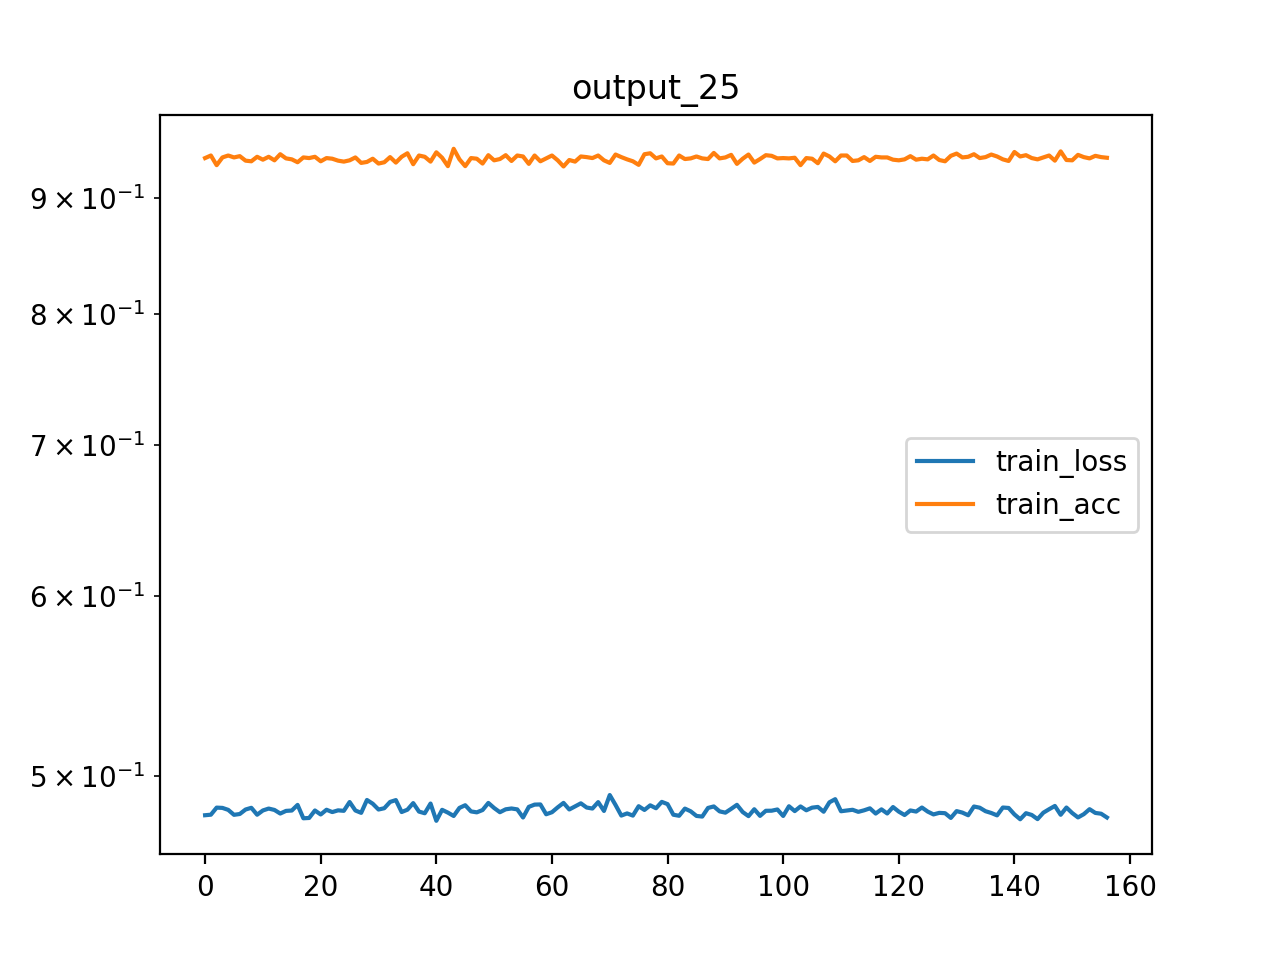 output_25
9 × 10⁻¹
8 × 10⁻¹
7 × 10⁻¹
6 × 10⁻¹
5 × 10⁻¹
train_loss
train_acc
0 20 40 60 80 100 120 140 160